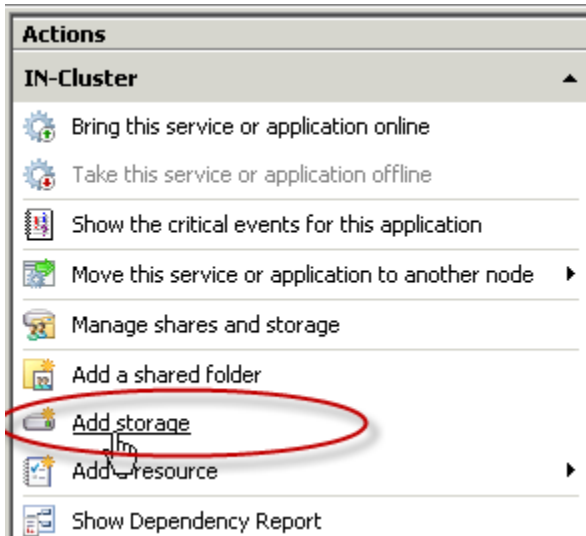 Actions
IN-Cluster
Bring this service or application online
Take this service or application offline
Show the critical events for this application
Move this service or application to another node
Manage shares and storage
Add a shared folder
Add storage
Add a resource
Show Dependency Report